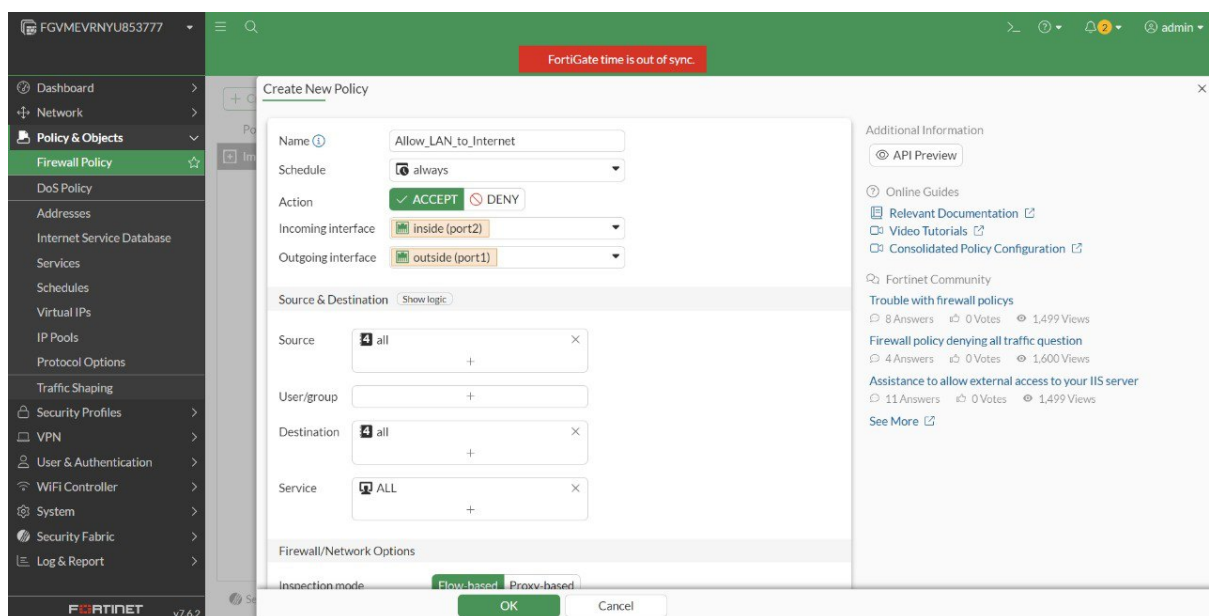 FGVMEVRNYU853777
2
admin
FortiGate time is out of sync.
Dashboard
Network
Policy & Objects
Firewall Policy
DoS Policy
Addresses
Internet Service Database
Services
Schedules
Virtual IPs
IP Pools
Protocol Options
Traffic Shaping
Security Profiles
VPN
User & Authentication
WiFi Controller
System
Security Fabric
Log & Report
FORTINET v7.6.2
Create New Policy
Name Allow_LAN_to_Internet
Schedule always
Action ACCEPT DENY
Incoming interface inside (port2)
Outgoing interface outside (port1)
Source & Destination Show logic
Source 4 all
+
User/group +
Destination 4 all
+
Service ALL
+
Firewall/Network Options
Inspection mode Flow-based Proxy-based
OK Cancel
Additional Information
API Preview
Online Guides
Relevant Documentation
Video Tutorials
Consolidated Policy Configuration
Fortinet Community
Trouble with firewall policys
8 Answers 0 Votes 1,499 Views
Firewall policy denying all traffic question
4 Answers 0 Votes 1,600 Views
Assistance to allow external access to your IIS server
11 Answers 0 Votes 1,499 Views
See More